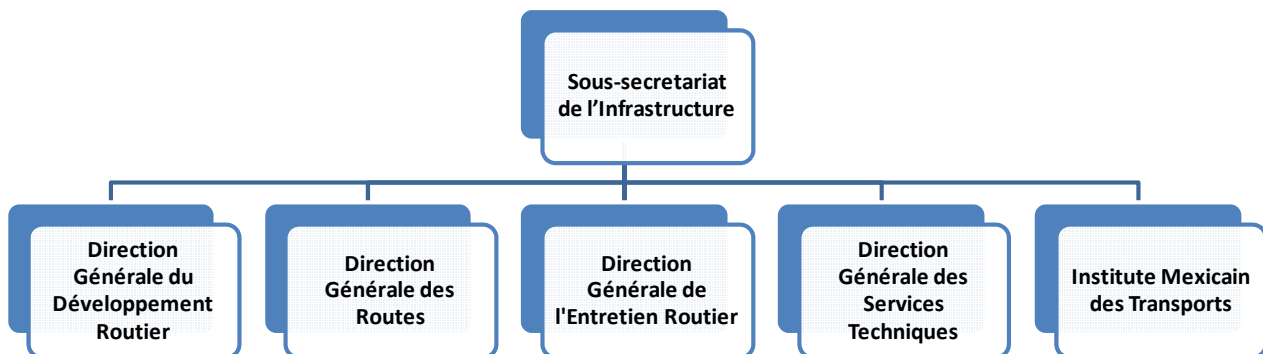 Sous-secretariat
de l’Infrastructure
Direction
Générale du
Développement
Routier
Direction
Générale des
Routes
Direction
Générale de
l'Entretien Routier
Direction
Générale des
Services
Techniques
Institute Mexicain
des Transports